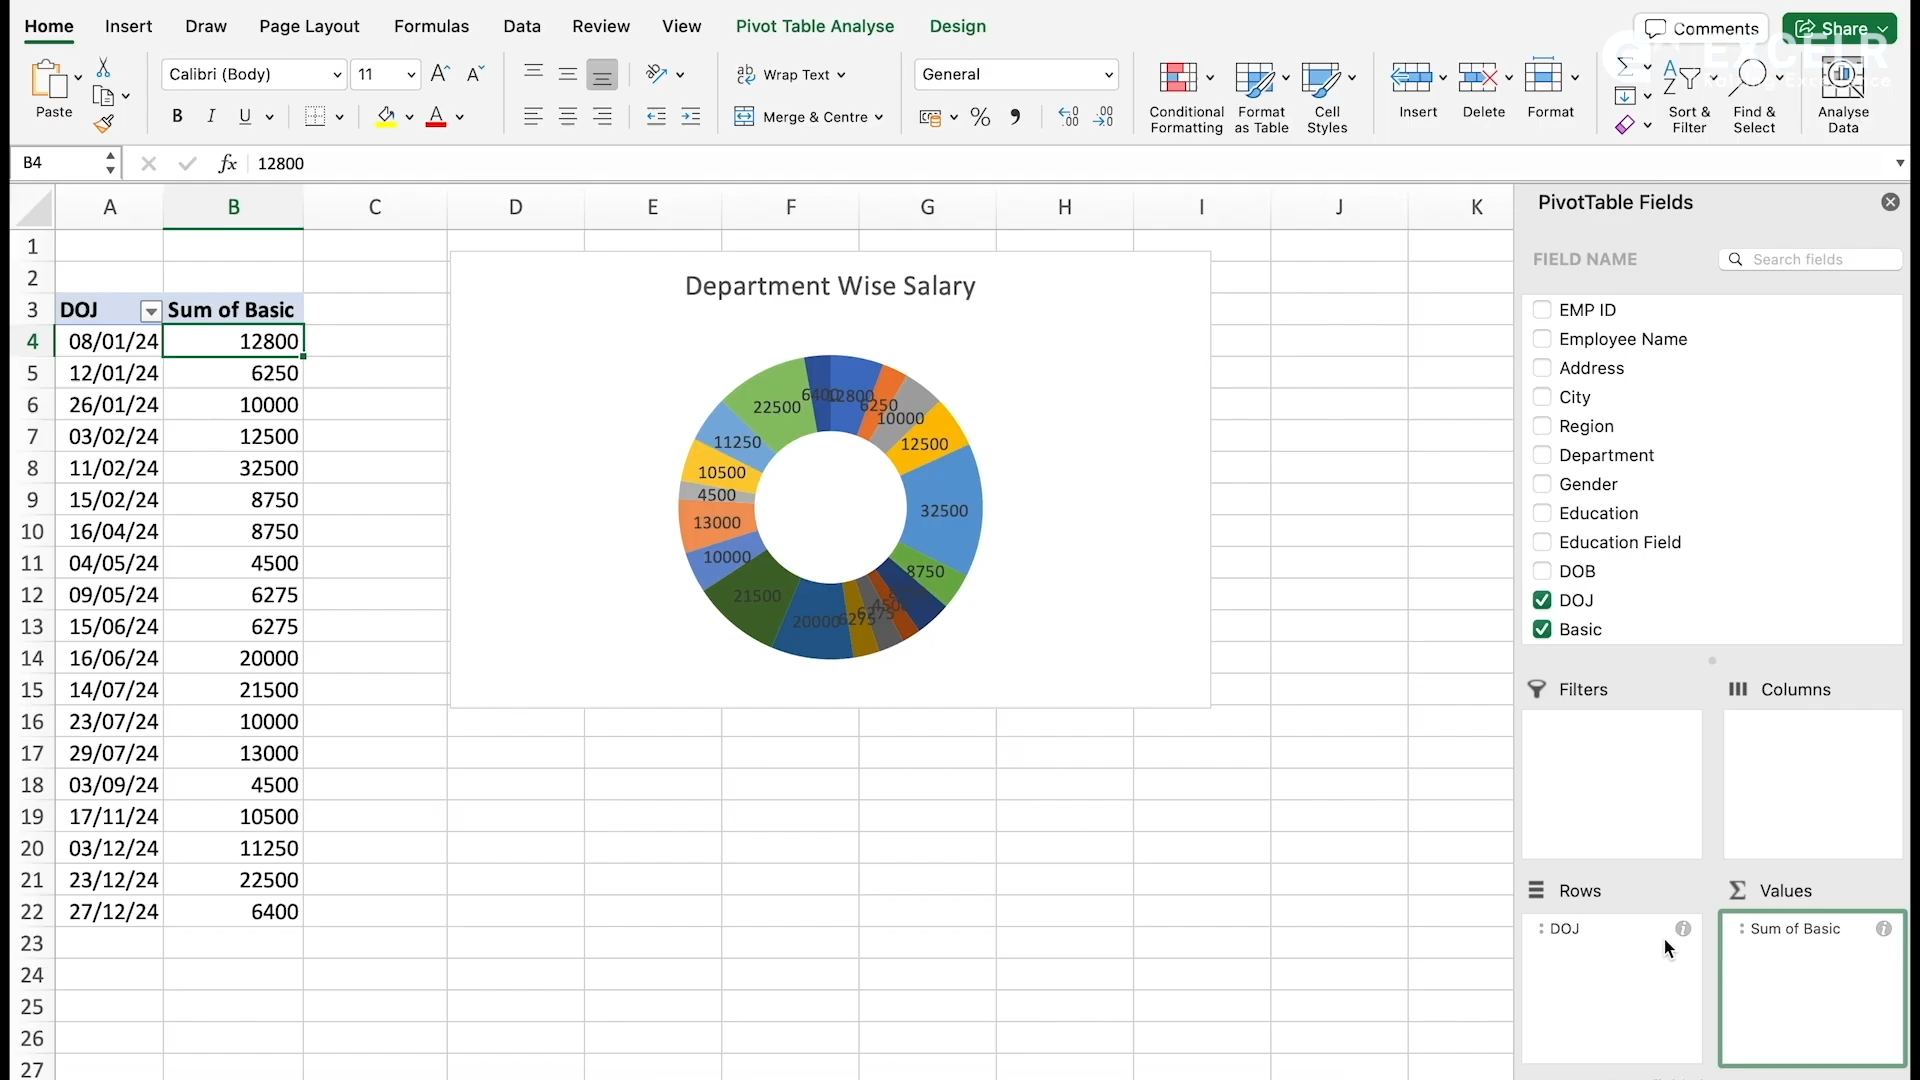 Home Insert Draw Page Layout Formulas Data Review View Pivot Table Analyse Design Comments Share
EXCELR
Paste Calibri (Body) 11 Wrap Text General
B I U Merge & Centre
Conditional Formatting
Format as Table
Cell Styles
Insert Delete Format
Sort & Filter
Find & Select
Analyse Data
B4 fx 12800
A B C D E F G H I J K
1
2
3 DOJ Sum of Basic
4 08/01/24 12800
5 12/01/24 6250
6 26/01/24 10000
7 03/02/24 12500
8 11/02/24 32500
9 15/02/24 8750
10 16/04/24 8750
11 04/05/24 4500
12 09/05/24 6275
13 15/06/24 6275
14 16/06/24 20000
15 14/07/24 21500
16 23/07/24 10000
17 29/07/24 13000
18 03/09/24 4500
19 17/11/24 10500
20 03/12/24 11250
21 23/12/24 22500
22 27/12/24 6400
23
24
25
26
27
Department Wise Salary
6400 12800
6250
22500
10000
11250
12500
10500
4500
32500
13000
10000
8750
21500
4500
6275
20000
6275
PivotTable Fields
FIELD NAME
Search fields
EMP ID
Employee Name
Address
City
Region
Department
Gender
Education
Education Field
DOB
DOJ
Basic
Filters
Columns
Rows
Values
DOJ
Sum of Basic